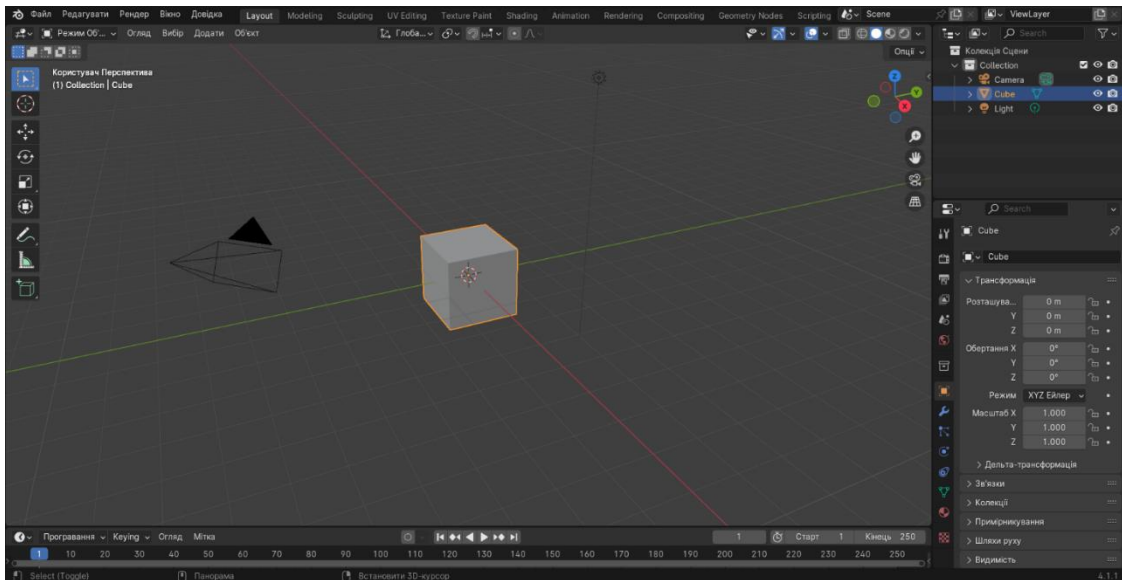 Файл Редагувати Рендер Вікно Довідка Layout Modeling Sculpting UV Editing Texture Paint Shading Animation Rendering Compositing Geometry Nodes Scripting Scene ViewLayer
Режим Об'... Огляд Вибір Додати Об'єкт Глоба... Search
Опції
Користувач Перспектива
(1) Collection | Cube
Z
Y
X
Колекція Сцени
Collection
Camera
Cube
Light
Search
Cube
Cube
Трансформація
Розташува... 0 m
Y 0 m
Z 0 m
Обертання X 0°
Y 0°
Z 0°
Режим XYZ Ейлер
Масштаб X 1.000
Y 1.000
Z 1.000
Дельта-трансформація
Зв'язки
Колекції
Примірникування
Шляхи руху
Видимість
Програвання Keying Огляд Мітка 1 Старт 1 Кінець 250
1 10 20 30 40 50 60 70 80 90 100 110 120 130 140 150 160 170 180 190 200 210 220 230 240 250
Select (Toggle) Панорама Встановити 3D-курсор 4.1.1